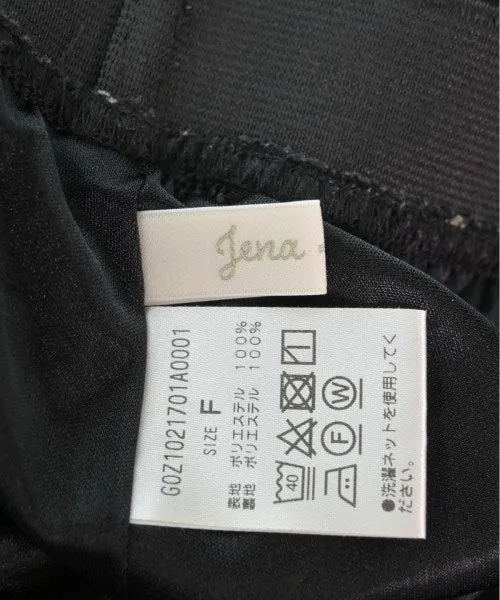 Jena
G0Z1021701A0001
SIZE F
表地 ポリエステル 100%
裏地 ポリエステル 100%
40
F W
●洗濯ネットを使用してく
ださい。